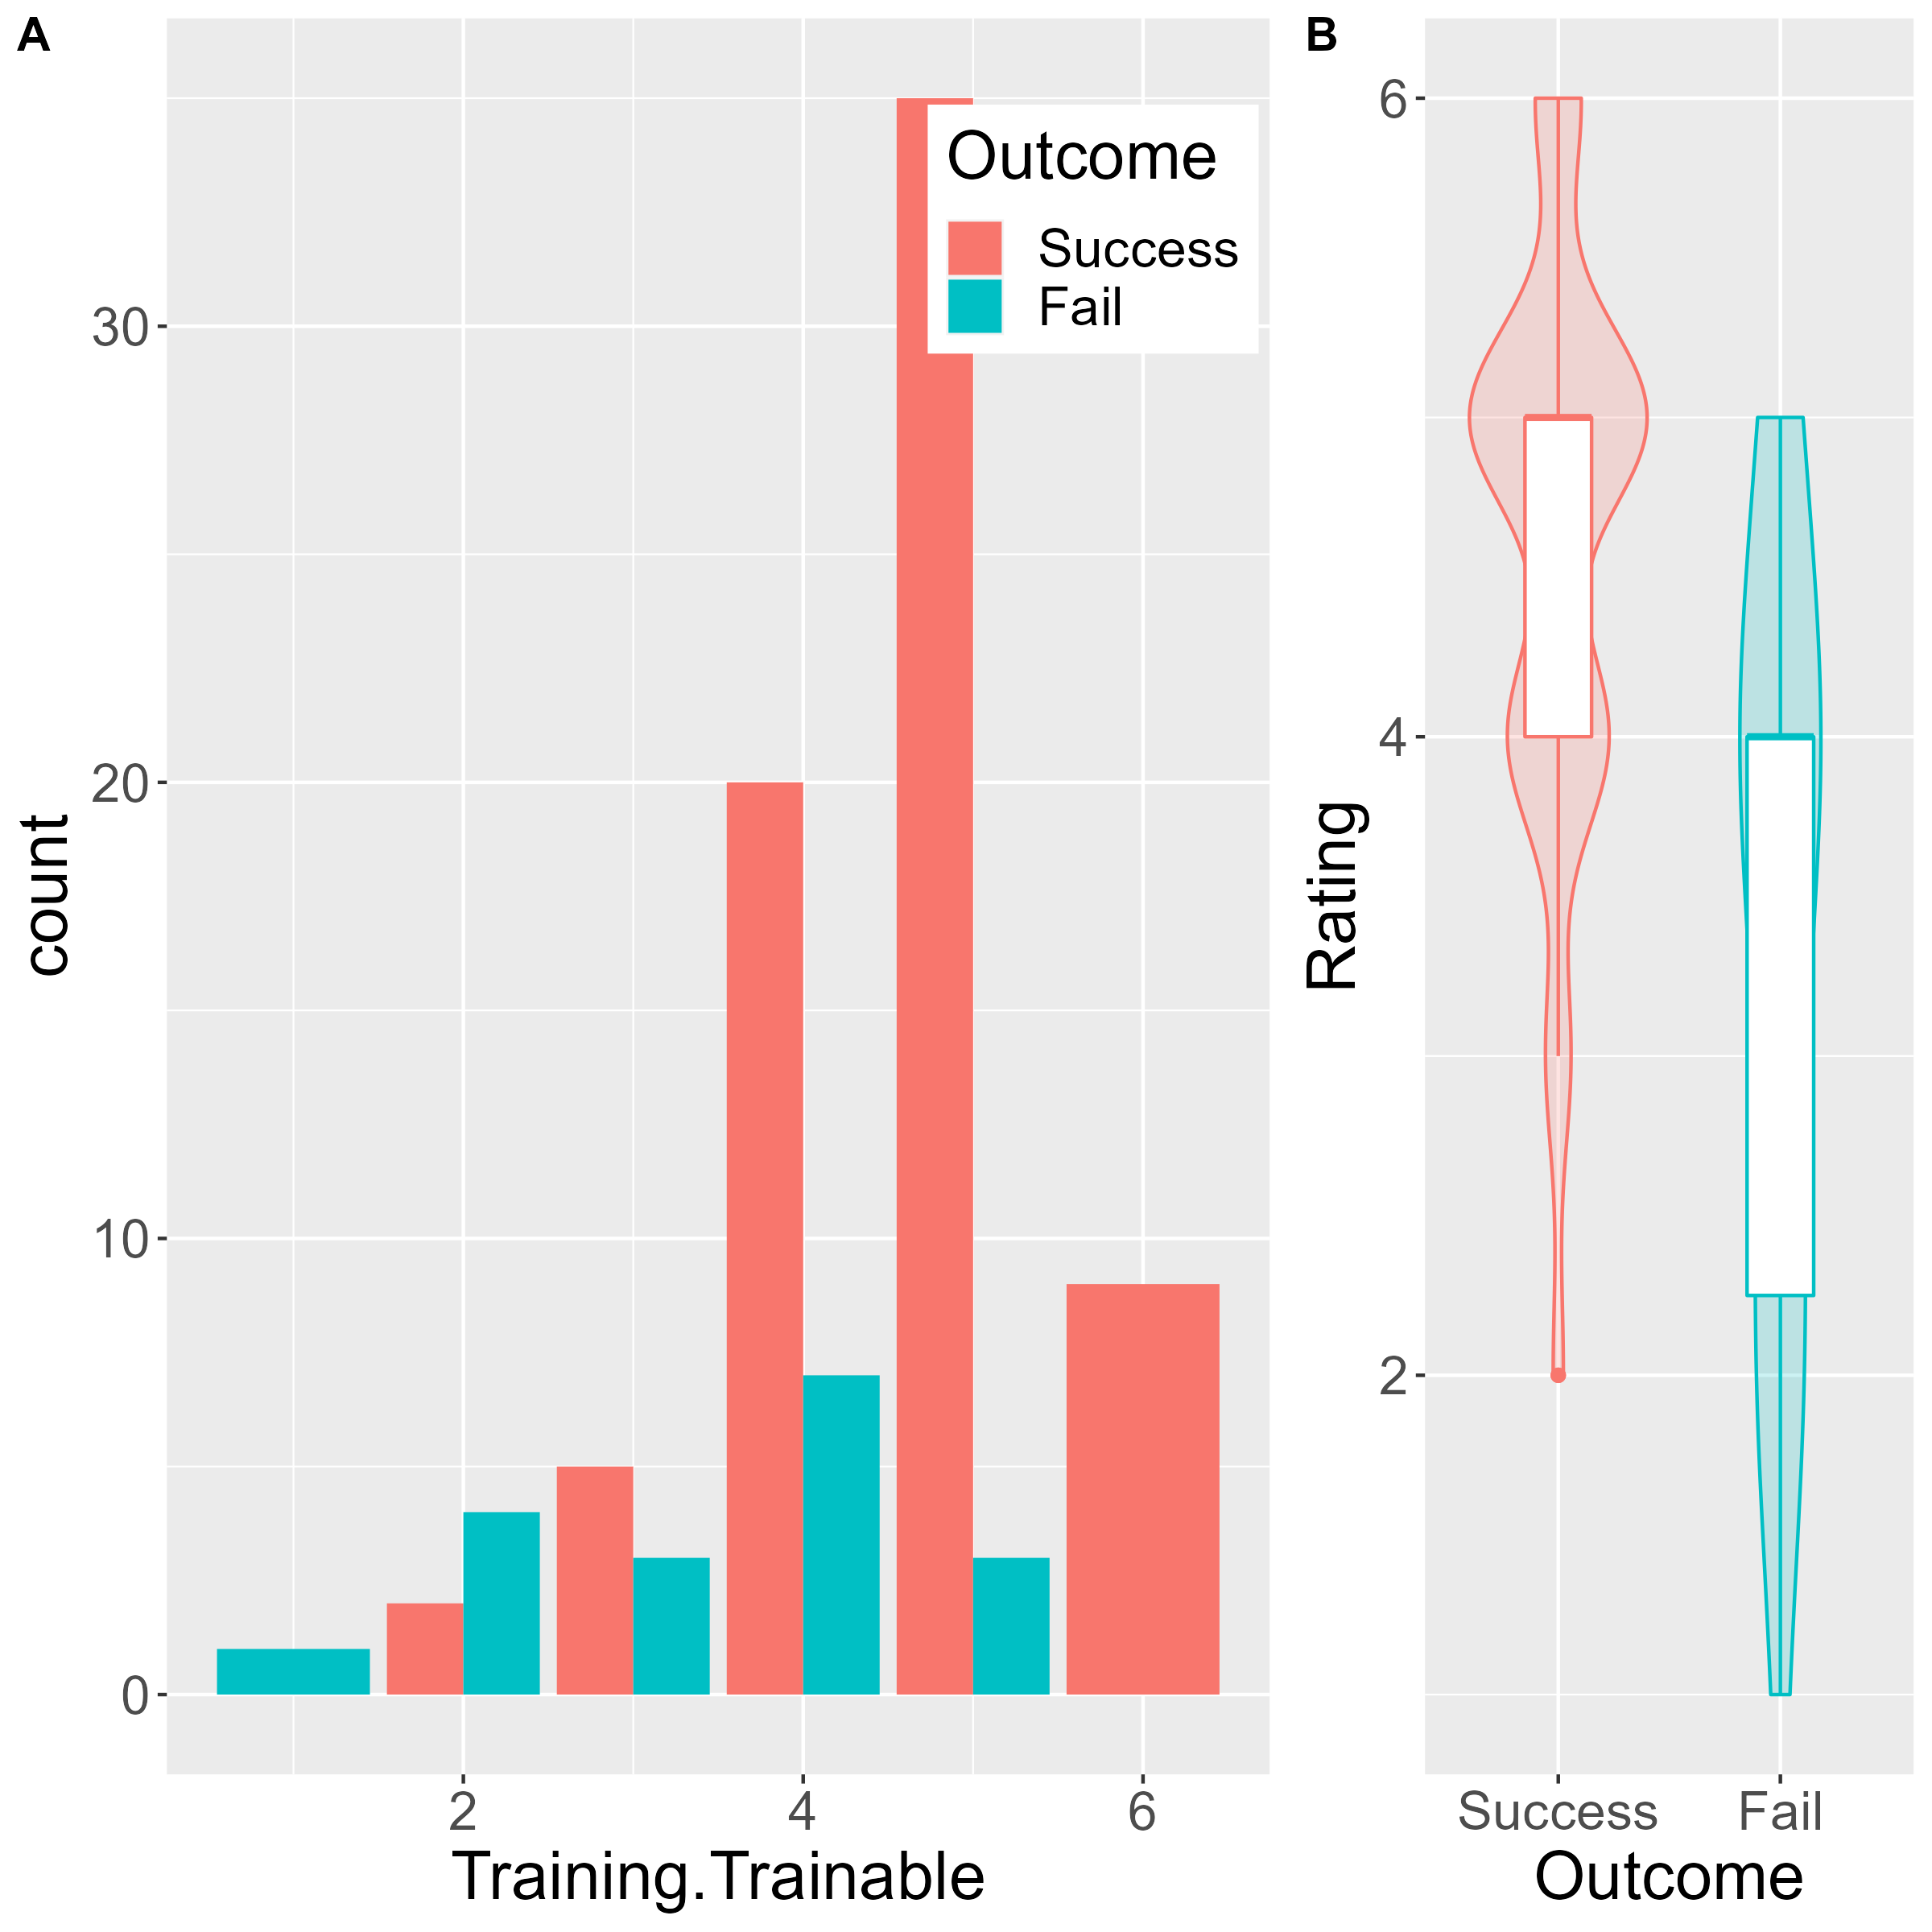 A
count
30
20
10
0
2 4 6
Training.Trainable
Outcome
Success
Fail
B
Rating
6
4
2
Success Fail
Outcome